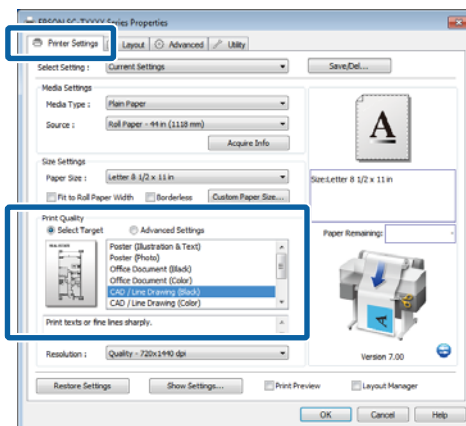 EPSON SC-TXXXX Series Properties
Printer Settings Layout Advanced Utility
Select Setting : Current Settings Save/Del...
Media Settings
Media Type : Plain Paper
Source : Roll Paper - 44 in (1118 mm)
Acquire Info
Size Settings
Paper Size : Letter 8 1/2 x 11 in
Fit to Roll Paper Width Borderless Custom Paper Size...
A
Size:Letter 8 1/2 x 11 in
Print Quality
Select Target Advanced Settings
Poster (Illustration & Text)
Poster (Photo)
Office Document (Black)
Office Document (Color)
CAD / Line Drawing (Black)
CAD / Line Drawing (Color)
Print texts or fine lines sharply.
Paper Remaining: -
A
Resolution : Quality - 720x1440 dpi
Version 7.00
Restore Settings Show Settings... Print Preview Layout Manager
OK Cancel Help